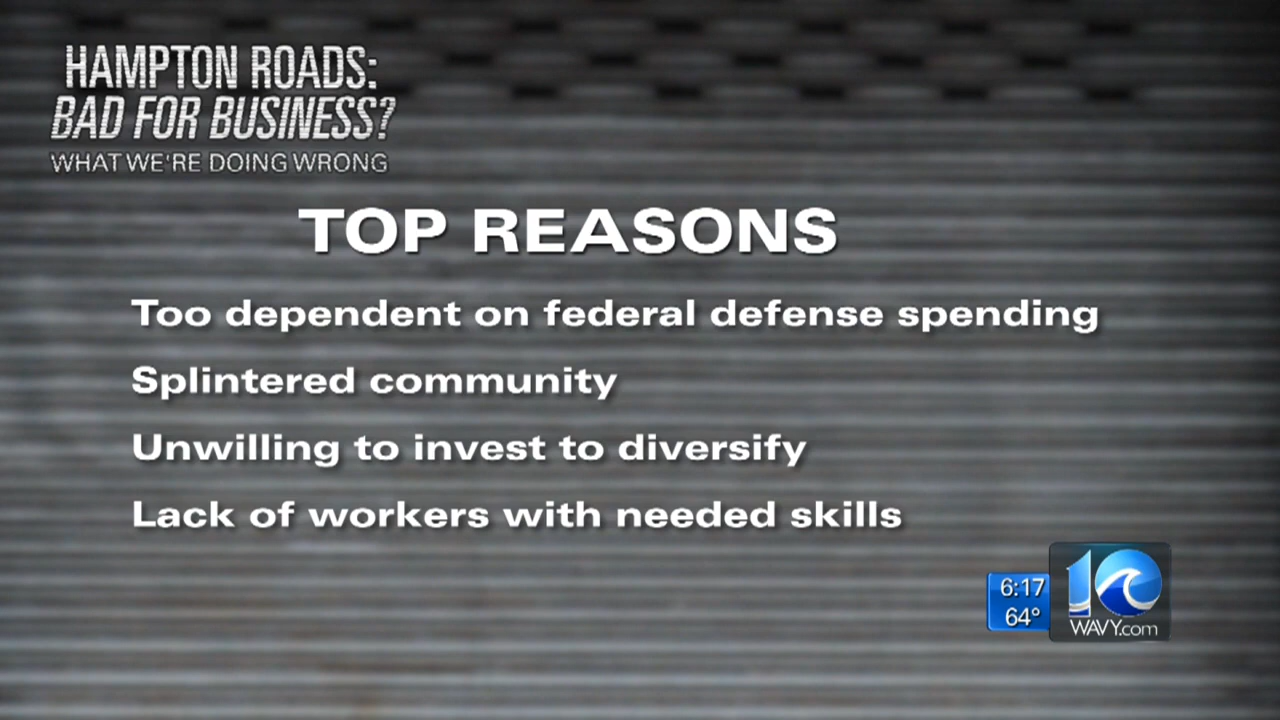 HAMPTON ROADS:
BAD FOR BUSINESS?
WHAT WE'RE DOING WRONG
TOP REASONS
Too dependent on federal defense spending
Splintered community
Unwilling to invest to diversify
Lack of workers with needed skills
6:17
64°
10
WAVY.com